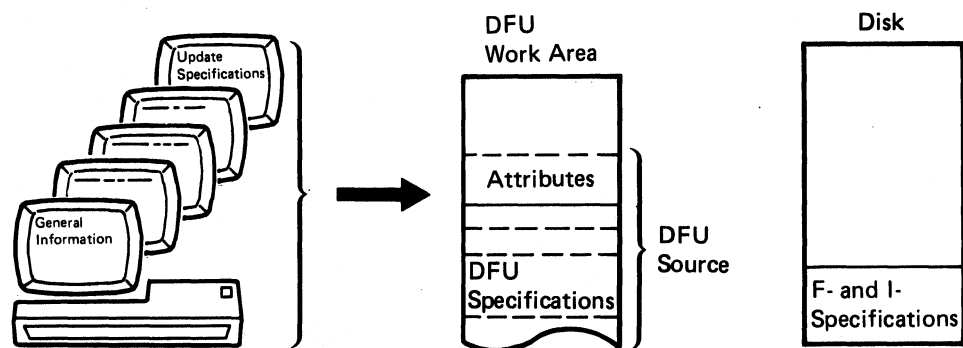 Update
Specifications
General
Information
DFU
Work Area
Attributes
DFU
Specifications
DFU
Source
Disk
F- and I-
Specifications